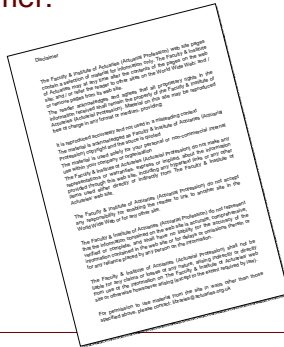 ner.
Disclaimer
The Faculty & Institute of Actuaries (Actuarial Profession) web site pages
contain a selection of material for information only. The Faculty & Institute
of Actuaries may at any time alter the contents of the pages on the web
site; and / or refer the reader to other sites on the World Wide Web; and /
or remove pages from its web site.
The reader acknowledges and agrees that all proprietary rights in the
information received shall remain the property of the Faculty & Institute of
Actuaries (Actuarial Profession). Material on this site may be reproduced
free of charge in any format or medium, providing
It is reproduced accurately and not used in a misleading context
The material is acknowledged as Faculty & Institute of Actuaries (Actuarial
Profession) copyright and the source is quoted
The material is used solely for your personal or non-commercial internal
use within your company or organisation.
The Faculty & Institute of Actuaries (Actuarial Profession) do not make any
representations or warranties, express or implied, about the information
provided through this web site, including any hypertext links or any other
items used either directly or indirectly from The Faculty & Institute of
Actuaries' web site.
The Faculty & Institute of Actuaries (Actuarial Profession) do not accept
any responsibility for enabling the reader to link to another site in the
World Wide Web or for any other use.
The Faculty & Institute of Actuaries (Actuarial Profession) do not represent
that the information contained on the web site is accurate, comprehensive,
verified or complete, and shall have no liability for the accuracy of the
information contained in the web site or for defects or omissions therein or
for any reliance placed by any person on the information.
The Faculty & Institute of Actuaries (Actuarial Profession) shall not be
liable for any claims or losses of any nature, arising indirectly or directly
from use of the information on The Faculty & Institute of Actuaries' web
site or otherwise howsoever arising (except to the extent required by law).
For permission to use material from the site in ways other than those
specified above, please contact: libraries@actuaries.org.uk